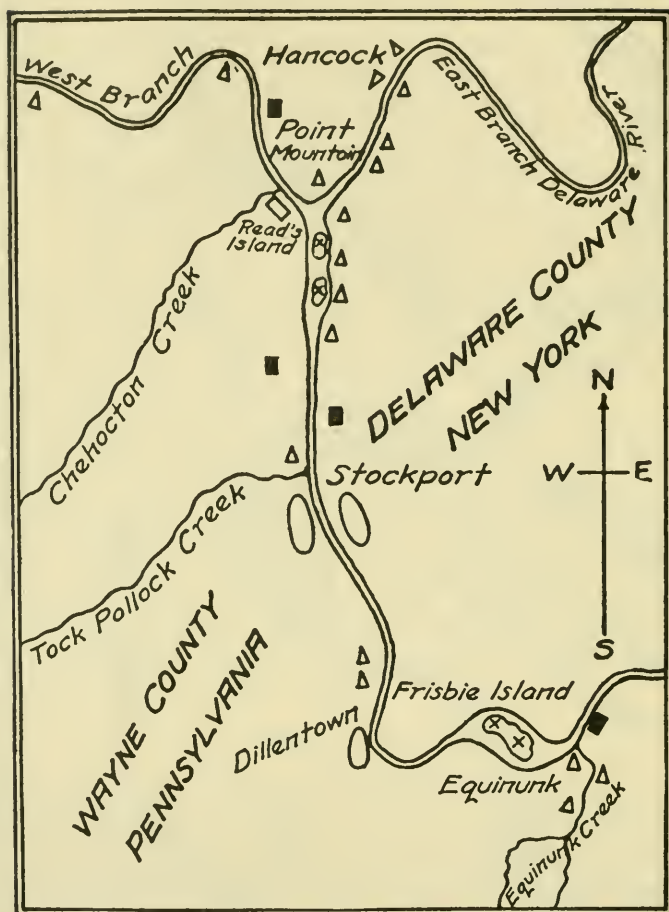 West Branch
Hancock
East Branch Delaware
River
Point
Mountain
Read's
Island
Chehocton Creek
DELAWARE COUNTY
NEW YORK
N
W E
S
Stockport
Tock Pollock Creek
WAYNE COUNTY
PENNSYLVANIA
Frisbie Island
Dillentown
Equinunk
Equinunk Creek